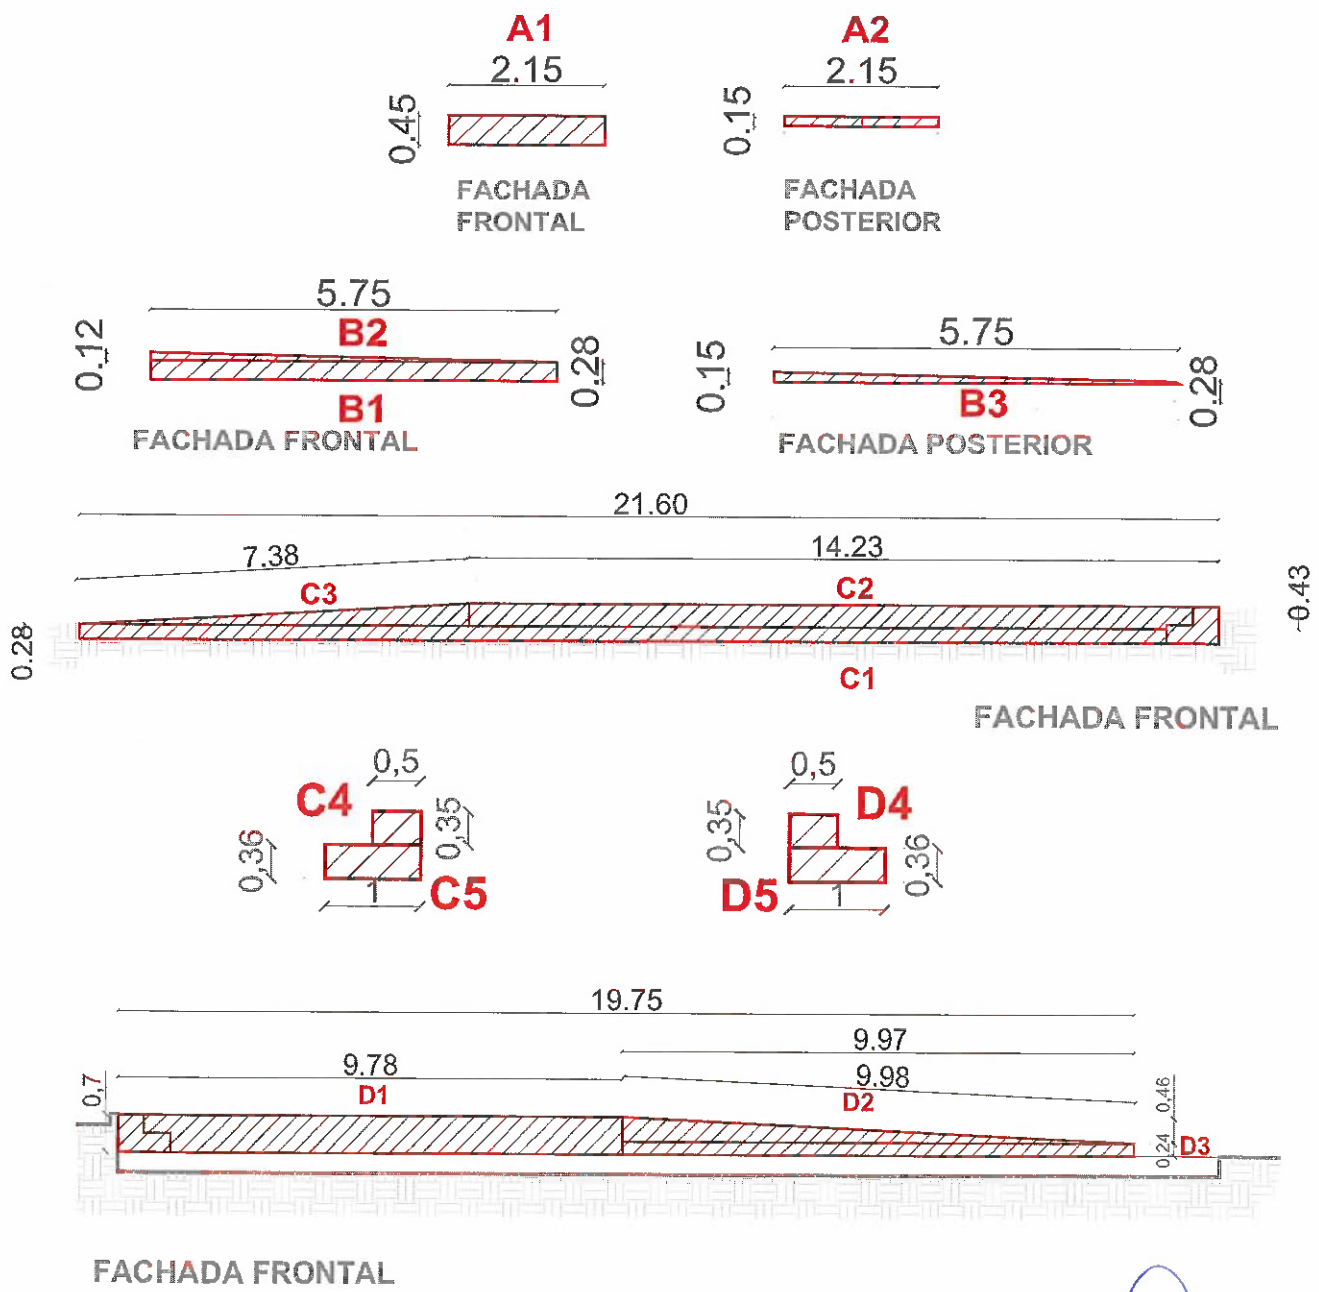 A1
2.15
0.45
FACHADA
FRONTAL
A2
2.15
0.15
FACHADA
POSTERIOR
5.75
0.12
B2
0.28
B1
FACHADA FRONTAL
5.75
0.15
0.28
B3
FACHADA POSTERIOR
21.60
7.38
14.23
C3
C2
0.28
0.43
C1
FACHADA FRONTAL
0,5
C4
0,35
0,36
1
C5
0,5
D4
0,35
0,36
D5
1
19.75
9.97
9.78
9.98
0,7
D1
D2
0,46
0,24
D3
FACHADA FRONTAL